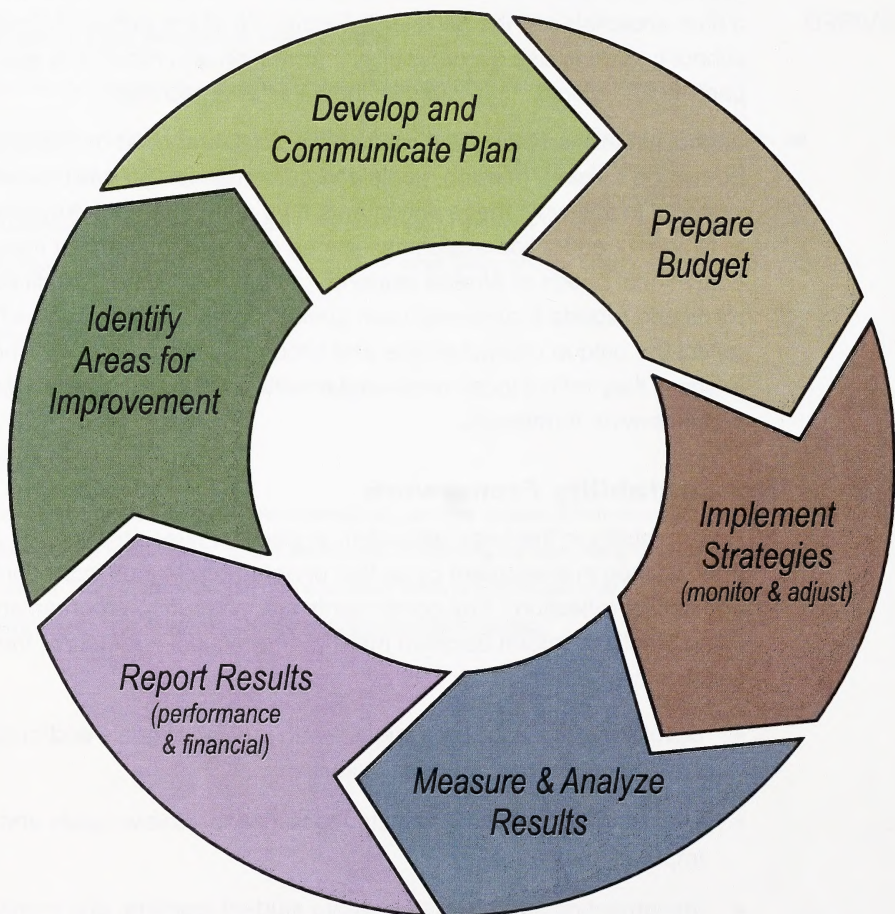 Develop and
Communicate Plan
Prepare
Budget
Implement
Strategies
(monitor & adjust)
Measure & Analyze
Results
Report Results
(performance
& financial)
Identify
Areas for
Improvement